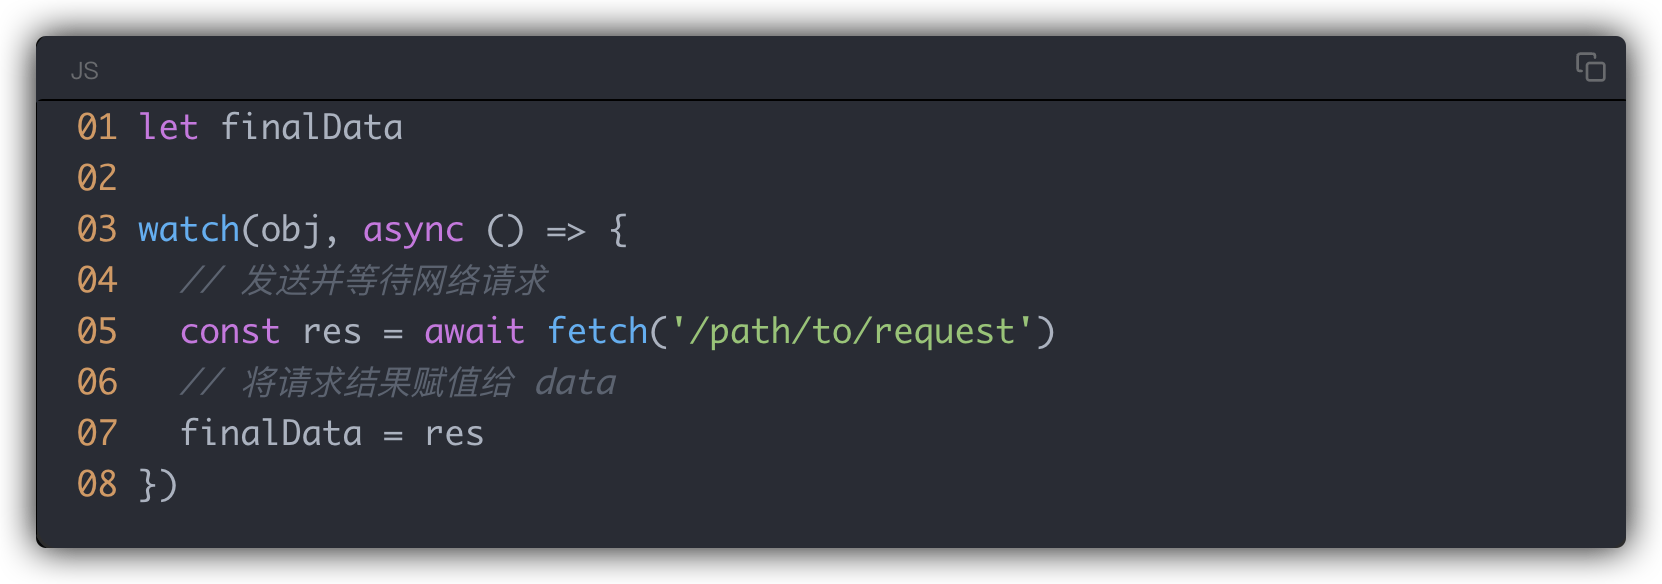 JS
01 let finalData
02
03 watch(obj, async () => {
04   // 发送并等待网络请求
05   const res = await fetch('/path/to/request')
06   // 将请求结果赋值给 data
07   finalData = res
08 })